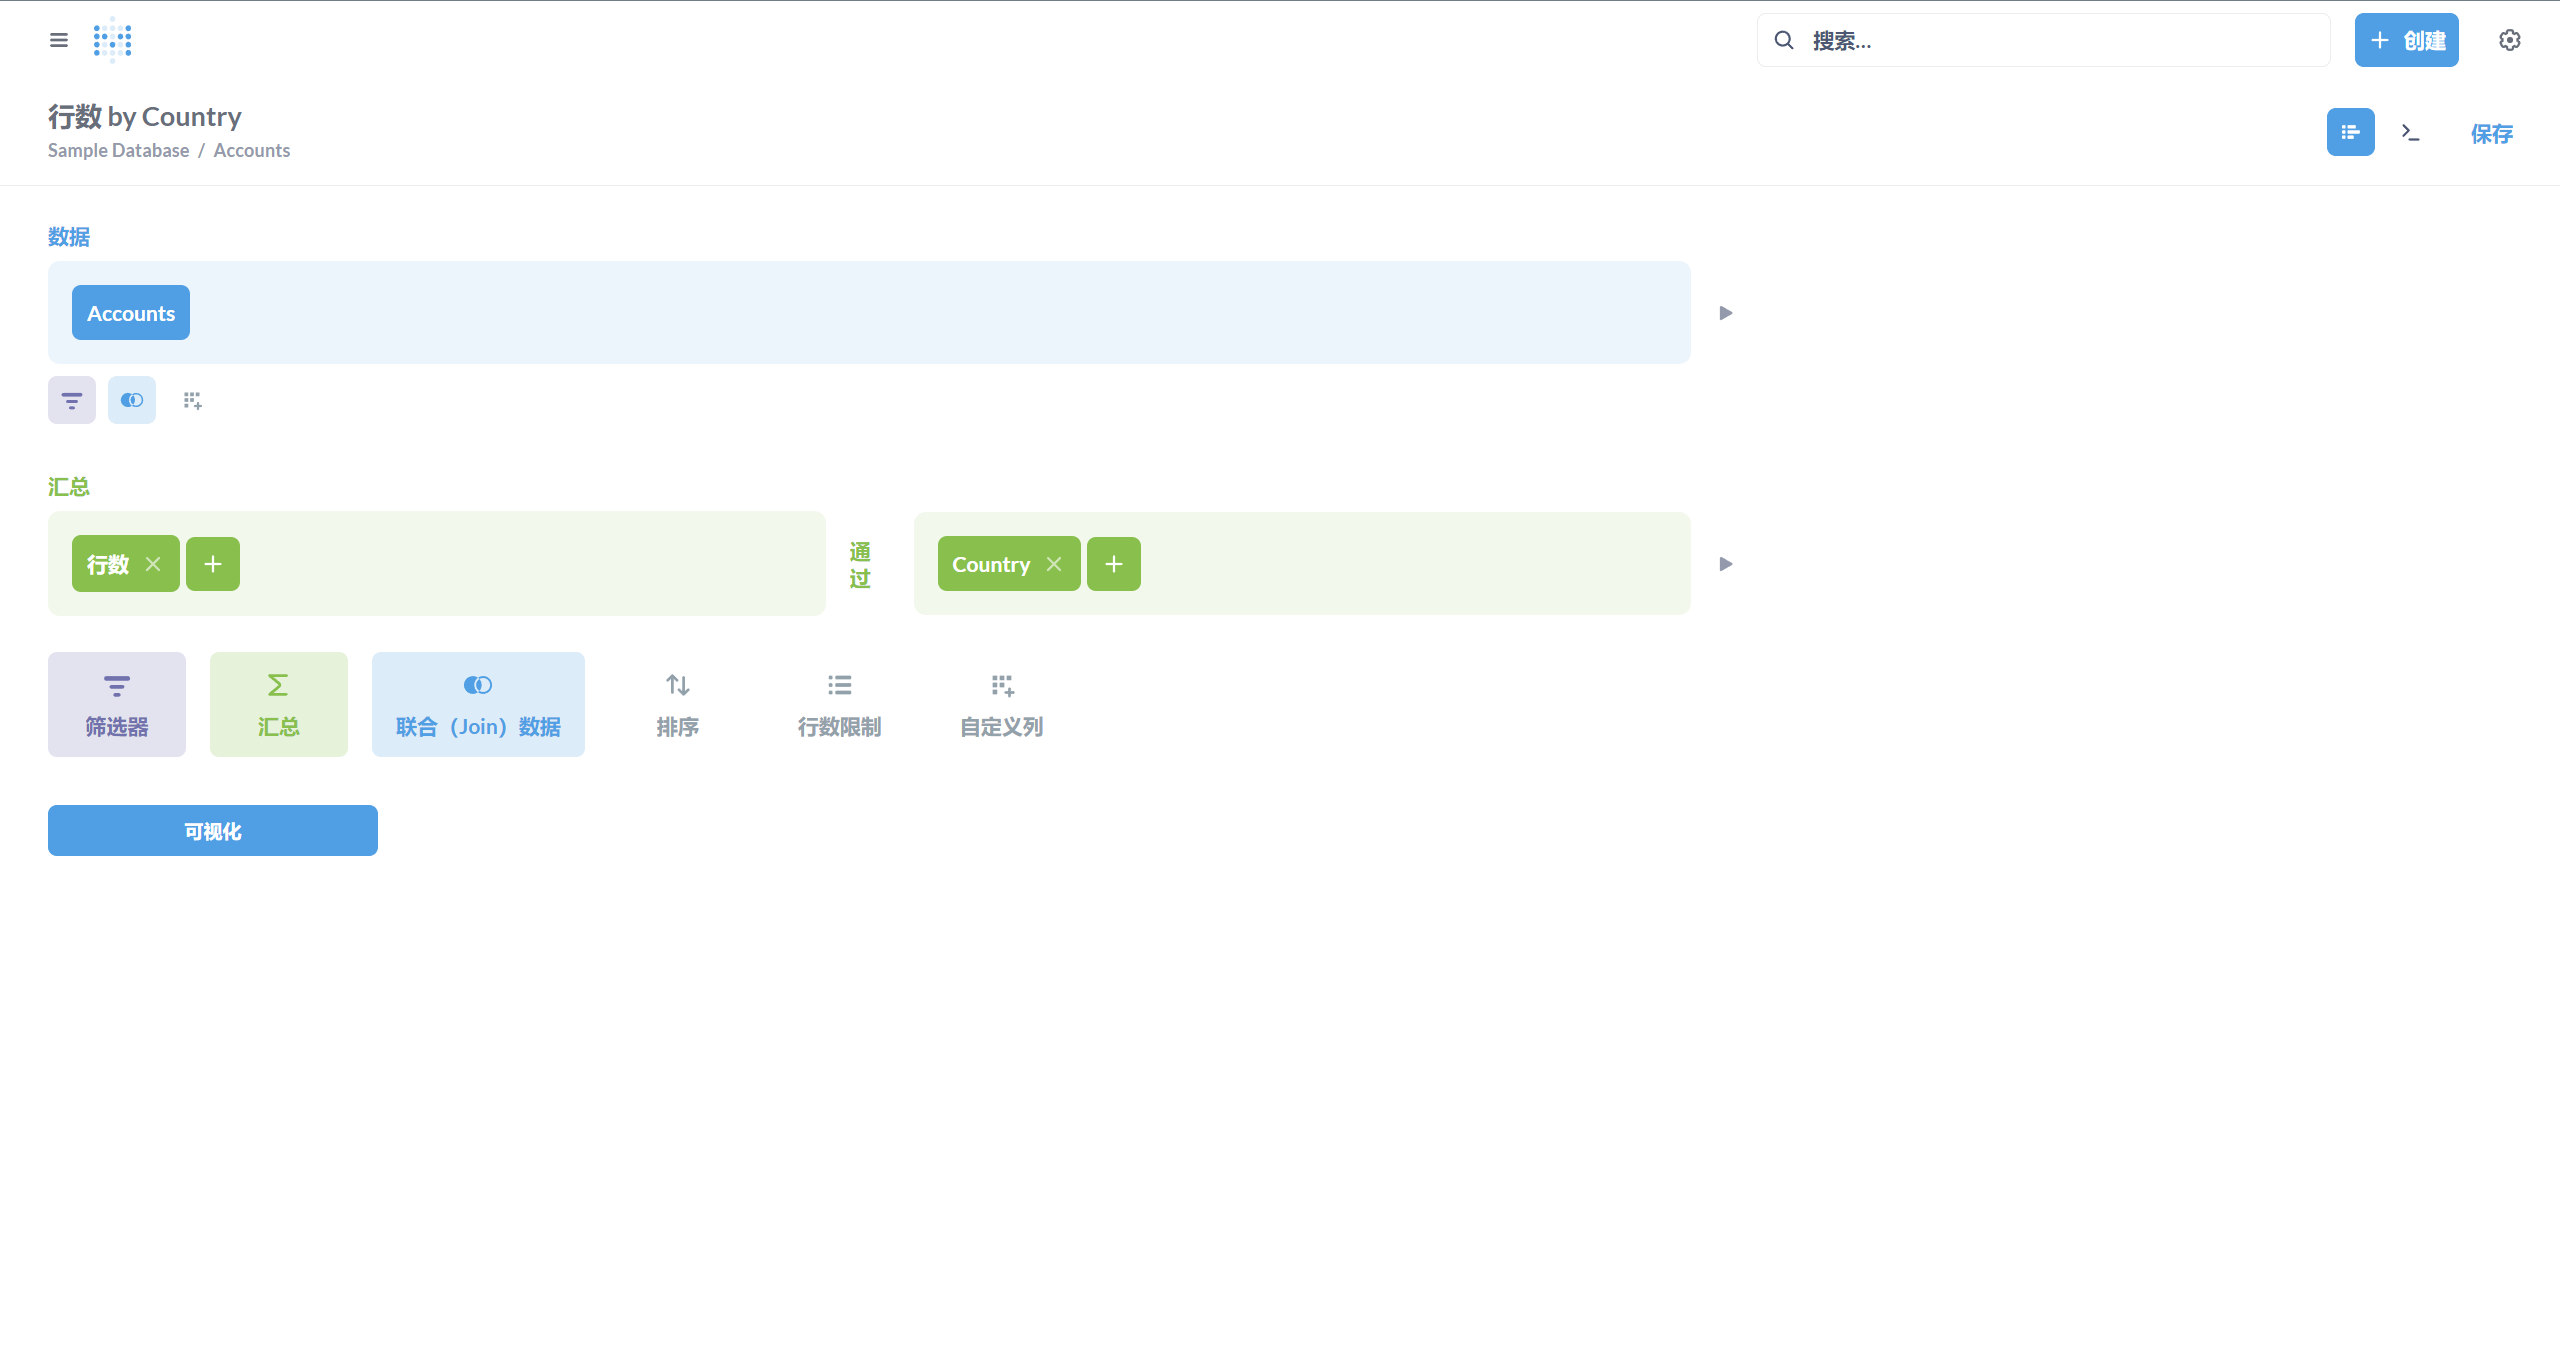 搜索...
创建
行数 by Country
Sample Database / Accounts
保存
数据
Accounts
汇总
行数
通过
Country
筛选器
汇总
联合（Join）数据
排序
行数限制
自定义列
可视化